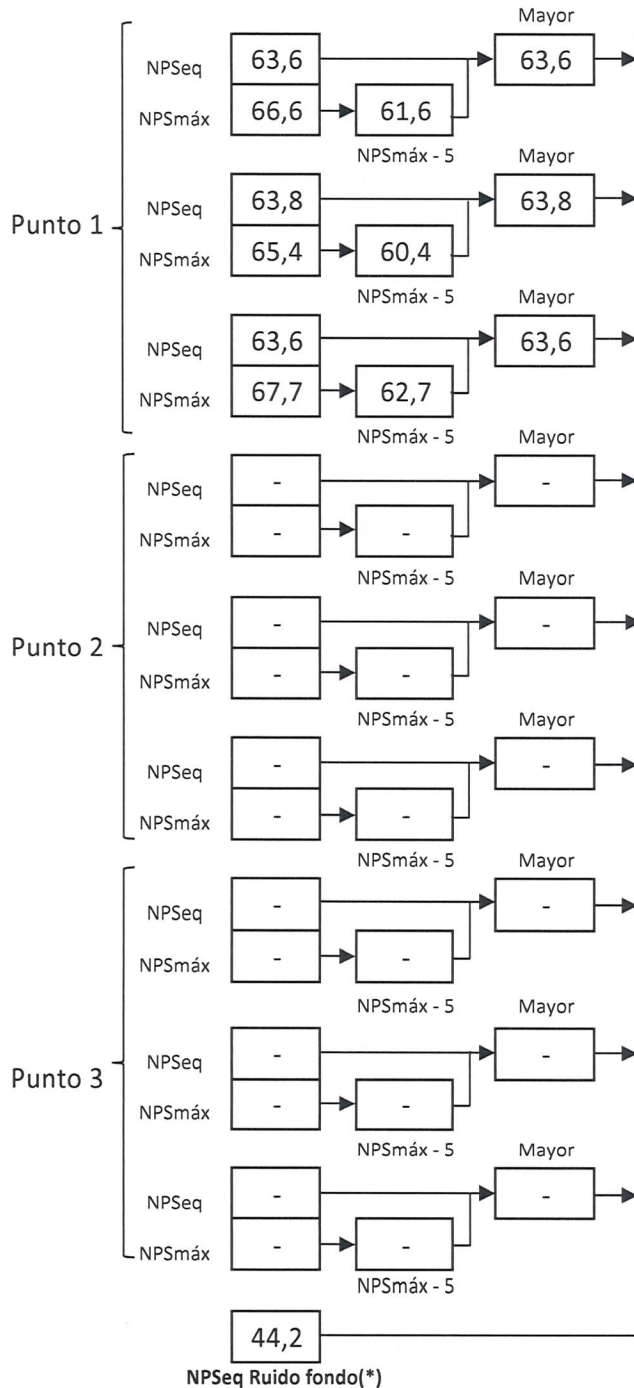 Mayor
NPSeq 63,6 63,6
NPSmáx 66,6 61,6
NPSmáx - 5
Mayor
NPSeq 63,8 63,8
Punto 1
NPSmáx 65,4 60,4
NPSmáx - 5
Mayor
NPSeq 63,6 63,6
NPSmáx 67,7 62,7
NPSmáx - 5
Mayor
NPSeq - -
NPSmáx - -
NPSmáx - 5
Mayor
NPSeq - -
Punto 2
NPSmáx - -
NPSmáx - 5
Mayor
NPSeq - -
NPSmáx - -
NPSmáx - 5
Mayor
NPSeq - -
NPSmáx - -
NPSmáx - 5
Mayor
NPSeq - -
Punto 3
NPSmáx - -
NPSmáx - 5
Mayor
NPSeq - -
NPSmáx - -
NPSmáx - 5
44,2
NPSeq Ruido fondo(*)